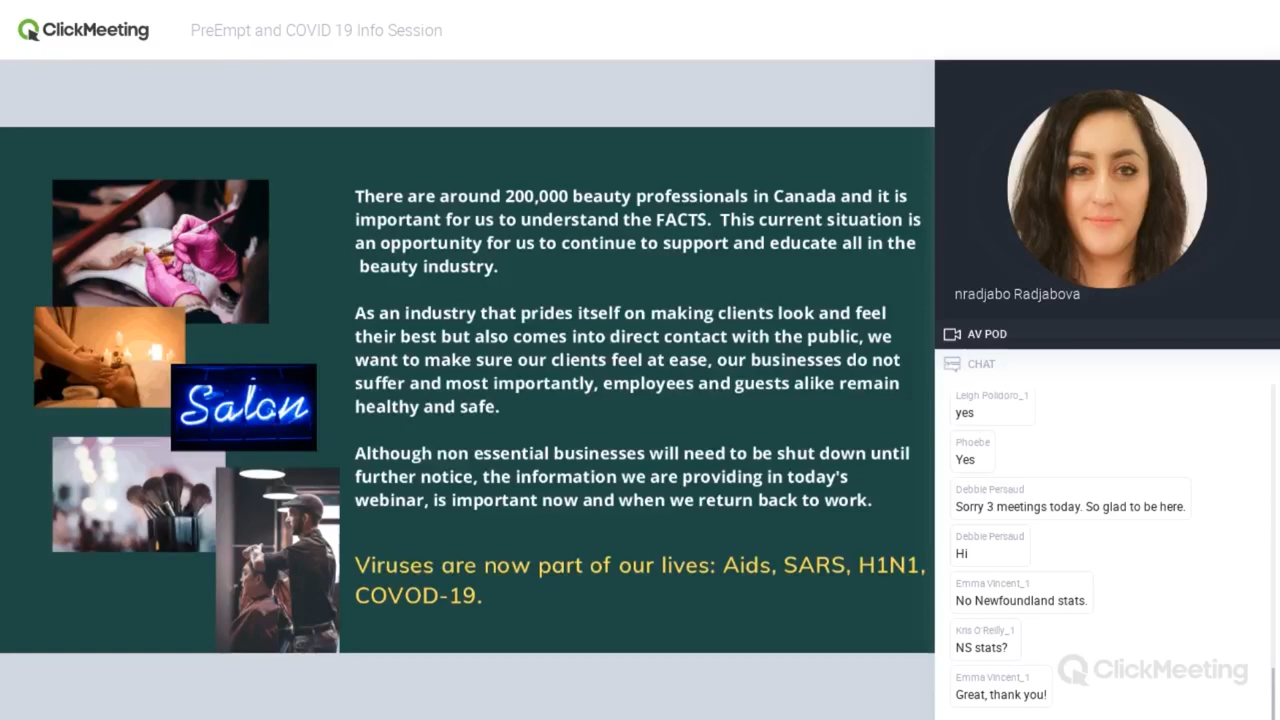 ClickMeeting
PreEmpt and COVID 19 Info Session
There are around 200,000 beauty professionals in Canada and it is
important for us to understand the FACTS. This current situation is
an opportunity for us to continue to support and educate all in the
beauty industry.
As an industry that prides itself on making clients look and feel
their best but also comes into direct contact with the public, we
want to make sure our clients feel at ease, our businesses do not
suffer and most importantly, employees and guests alike remain
healthy and safe.
Although non essential businesses will need to be shut down until
further notice, the information we are providing in today's
webinar, is important now and when we return back to work.
Viruses are now part of our lives: Aids, SARS, H1N1,
COVOD-19.
Salon
nradjabo Radjabova
AV POD
CHAT
Leigh Polidoro_1
yes
Phoebe
Yes
Debbie Persaud
Sorry 3 meetings today. So glad to be here.
Debbie Persaud
Hi
Emma Vincent_1
No Newfoundland stats.
Kris O'Reilly_1
NS stats?
Emma Vincent_1
Great, thank you!
ClickMeeting